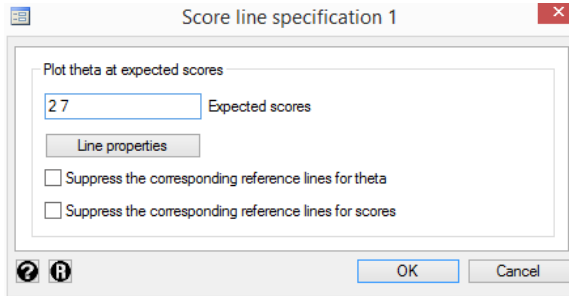 Score line specification 1
Plot theta at expected scores
2 7 Expected scores
Line properties
Suppress the corresponding reference lines for theta
Suppress the corresponding reference lines for scores
? R OK Cancel